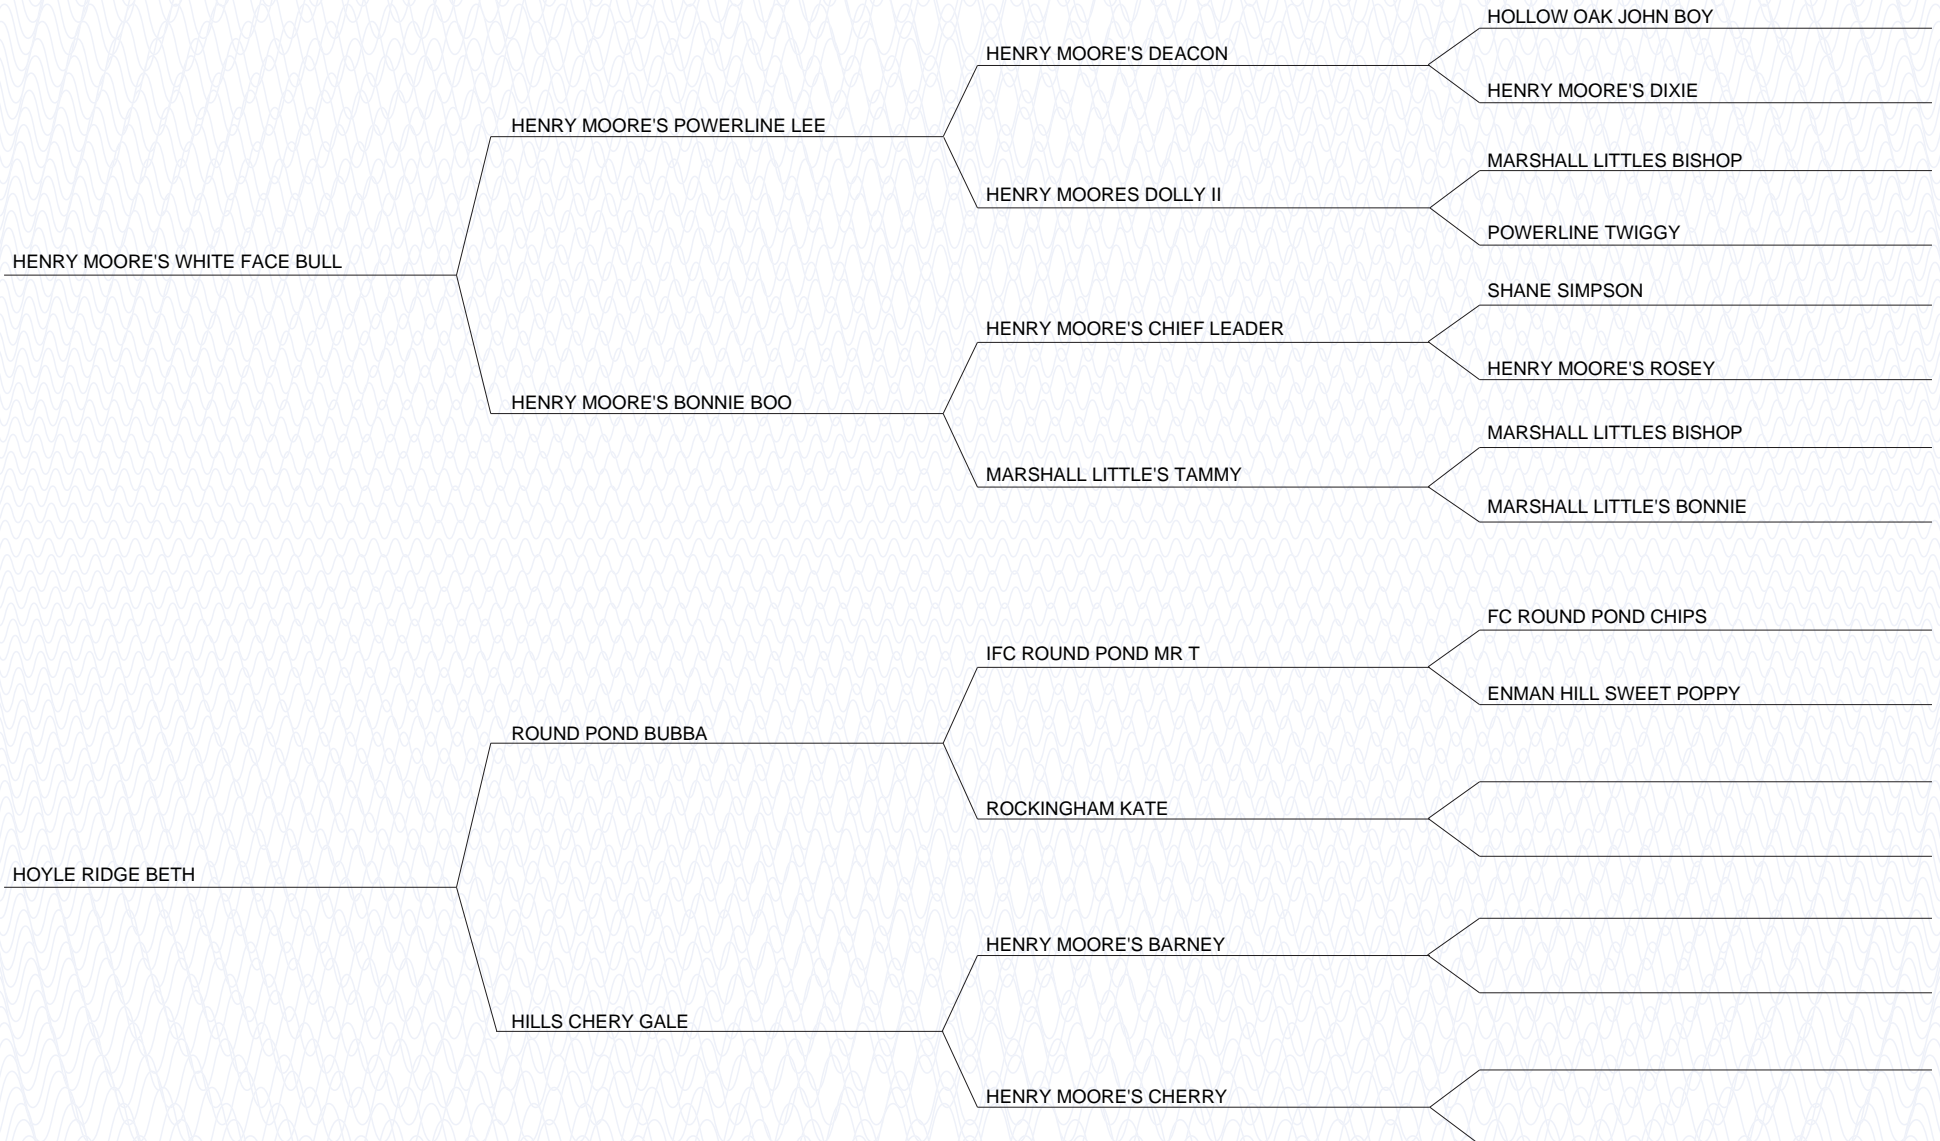 HOLLOW OAK JOHN BOY
HENRY MOORE'S DEACON
HENRY MOORE'S DIXIE
HENRY MOORE'S POWERLINE LEE
MARSHALL LITTLES BISHOP
HENRY MOORES DOLLY II
POWERLINE TWIGGY
HENRY MOORE'S WHITE FACE BULL
SHANE SIMPSON
HENRY MOORE'S CHIEF LEADER
HENRY MOORE'S ROSEY
HENRY MOORE'S BONNIE BOO
MARSHALL LITTLES BISHOP
MARSHALL LITTLE'S TAMMY
MARSHALL LITTLE'S BONNIE
FC ROUND POND CHIPS
IFC ROUND POND MR T
ENMAN HILL SWEET POPPY
ROUND POND BUBBA
ROCKINGHAM KATE
HOYLE RIDGE BETH
HENRY MOORE'S BARNEY
HILLS CHERY GALE
HENRY MOORE'S CHERRY